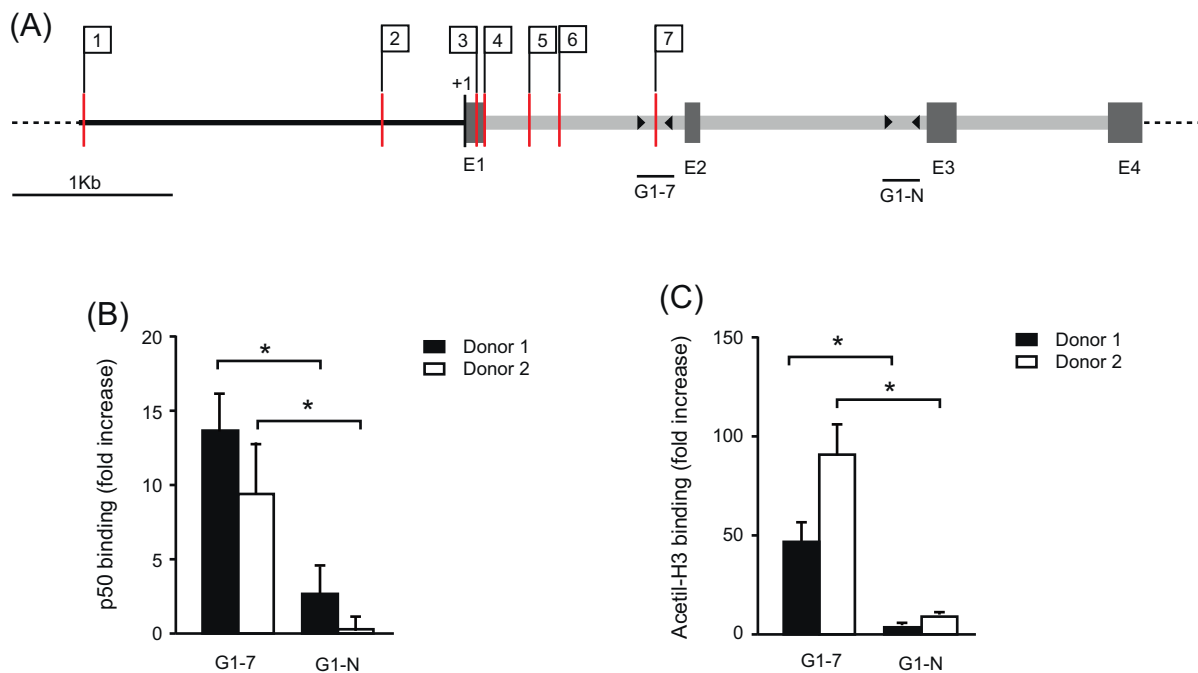 (A)
1 2 3 4 5 6 7
+1
E1 E2 E3 E4
1Kb
G1-7 G1-N
(B)
p50 binding (fold increase)
20
15
10
5
0
*
*
Donor 1
Donor 2
G1-7 G1-N
(C)
Acetil-H3 binding (fold increase)
150
100
50
0
*
*
Donor 1
Donor 2
G1-7 G1-N